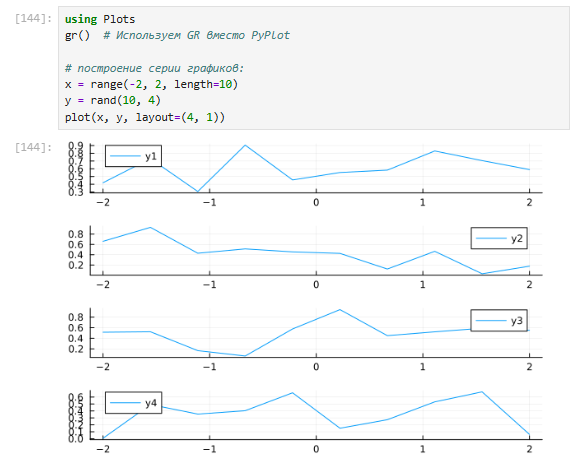 [144]: using Plots
gr()  # Используем GR вместо PyPlot
# построение серии графиков:
x = range(-2, 2, length=10)
y = rand(10, 4)
plot(x, y, layout=(4, 1))
[144]:
0.9
0.8
0.7
0.6
0.5
0.4
0.3
y1
−2 −1 0 1 2
0.8
0.6
0.4
0.2
y2
−2 −1 0 1 2
0.8
0.6
0.4
0.2
y3
−2 −1 0 1 2
0.6
0.5
0.4
0.3
0.2
0.1
0.0
y4
−2 −1 0 1 2